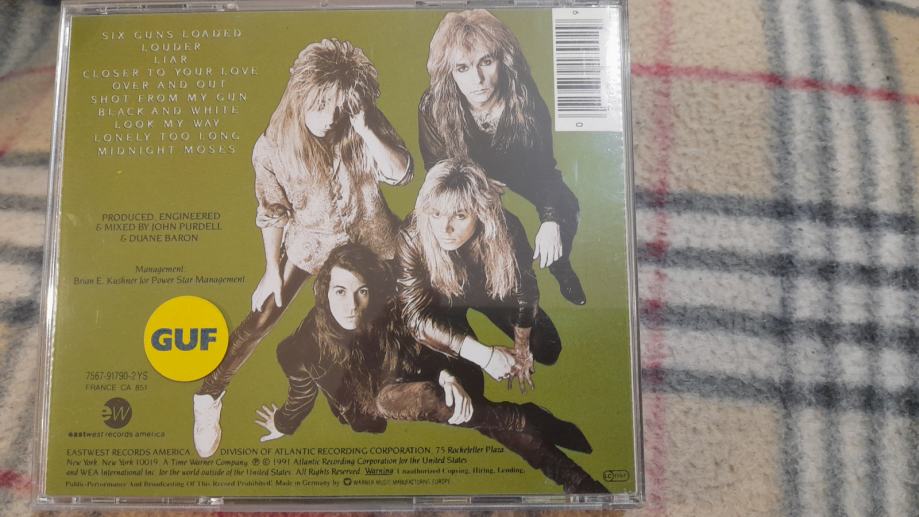 SIX GUNS LOADED
LOUDER
LIAR
CLOSER TO YOUR LOVE
OVER AND OUT
SHOT FROM MY GUN
BLACK AND WHITE
LOOK MY WAY
LONELY TOO LONG
MIDNIGHT MOSES
PRODUCED, ENGINEERED
& MIXED BY JOHN PURDELL
& DUANE BARON
Management:
Brian E. Kushner for Power Star Management
GUF
7567-91790-2 YS
FRANCE CA 851
ew
eastwest records america
EASTWEST RECORDS AMERICA DIVISION OF ATLANTIC RECORDING CORPORATION, 75 Rockefeller Plaza
New York, New York 10019. A Time Warner Company ℗ © 1991 Atlantic Recording Corporation for the United States
and WEA International Inc. for the world outside of the United States. All Rights Reserved. Warning: Unauthorized Copying, Hiring, Lending,
Public-Performance And Broadcasting Of This Record Prohibited! Made in Germany by WARNER MUSIC MANUFACTURING EUROPE.